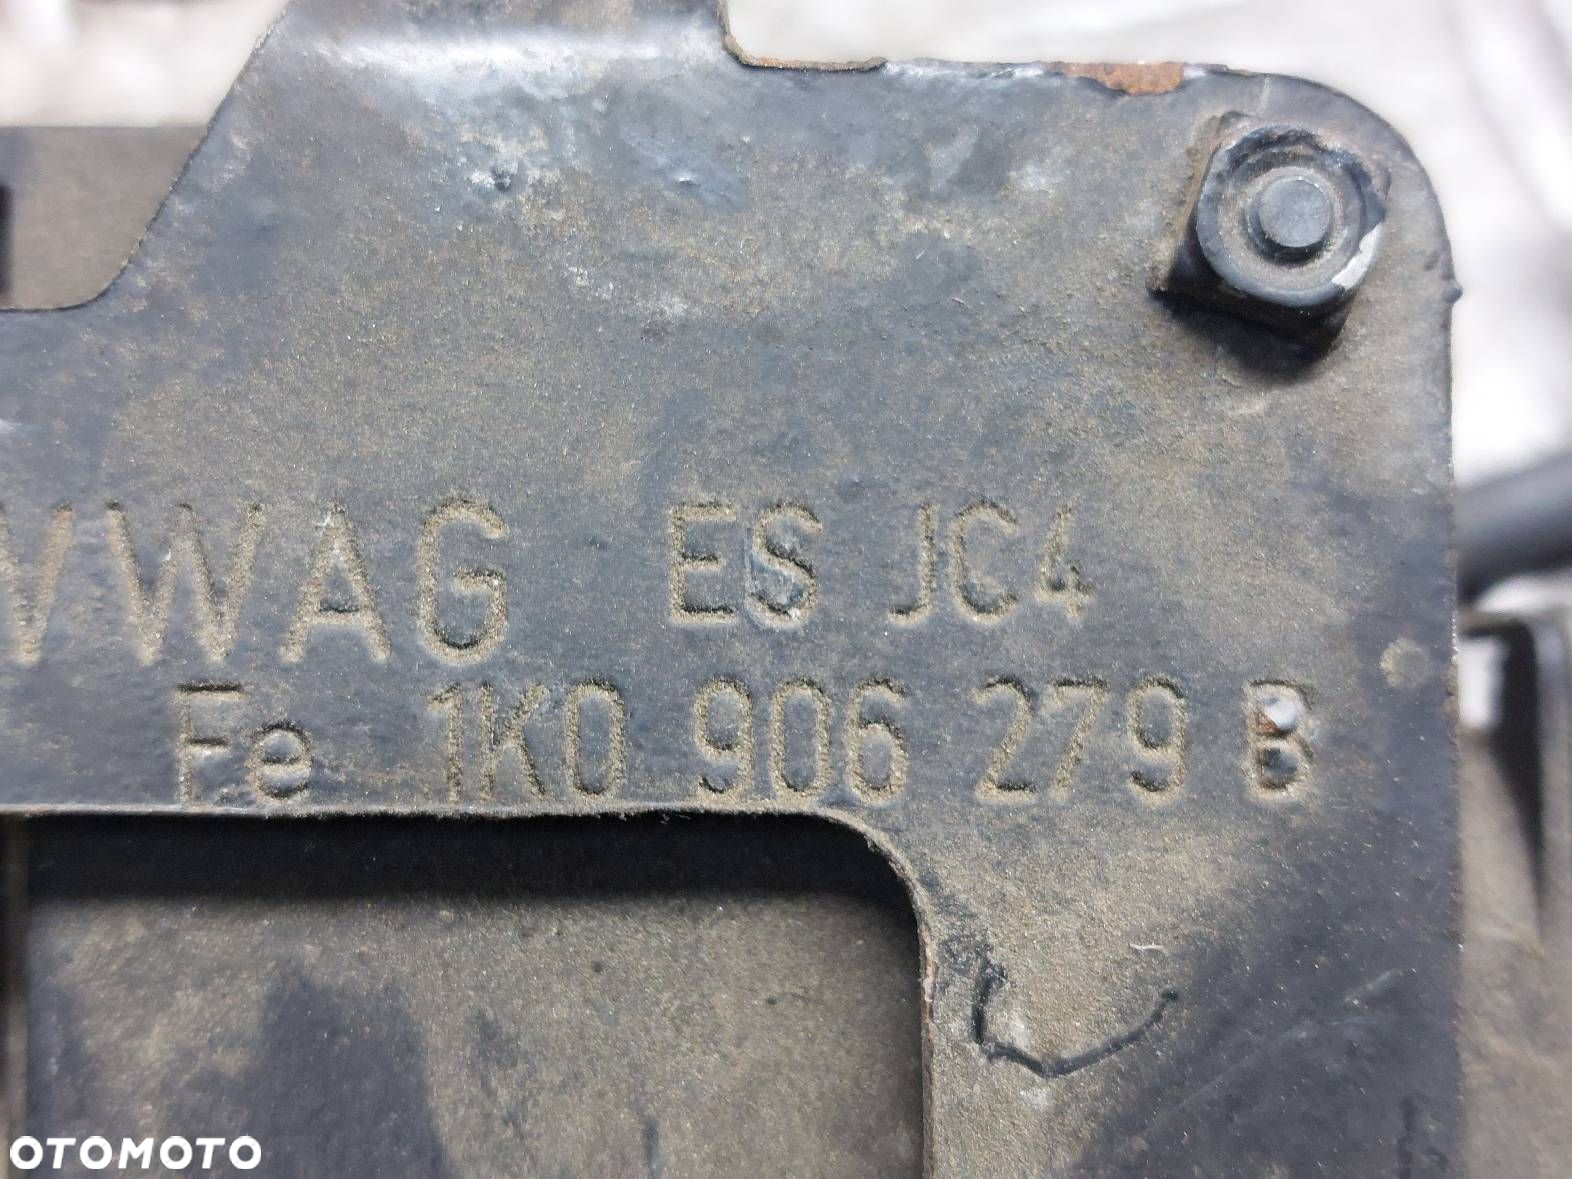 VWAG ES JC4
Fe 1K0 906 279 B
OTOMOTO